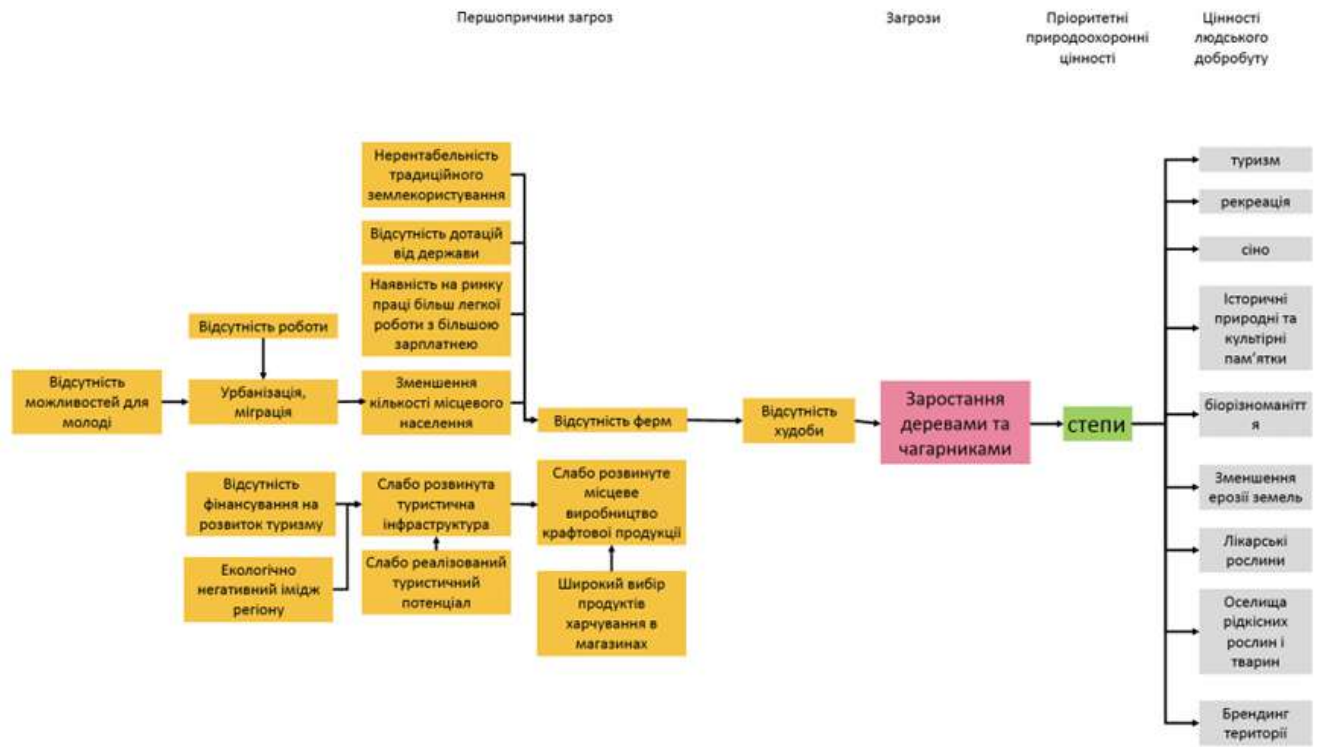 Першопричини загроз
Загрози
Пріоритетні
природоохоронні
цінності
Цінності
людського
добробуту
Нерентабельність
традиційного
землекористування
Відсутність дотацій
від держави
Наявність на ринку
праці більш легкої
роботи з більшою
зарплатнею
Відсутність роботи
Відсутність
можливостей для
молоді
Урбанізація,
міграція
Зменшення
кількості місцевого
населення
Відсутність ферм
Відсутність
худоби
Заростання
деревами та
чагарниками
степи
Відсутність
фінансування на
розвиток туризму
Слабо розвинута
туристична
інфраструктура
Слабо розвинуте
місцеве
виробництво
крафтової продукції
Екологічно
негативний імідж
регіону
Слабо реалізований
туристичний
потенціал
Широкий вибір
продуктів
харчування в
магазинах
туризм
рекреація
сіно
Історичні
природні та
культірні
пам'ятки
біорізноманітт
я
Зменшення
ерозії земель
Лікарські
рослини
Оселища
рідкісних
рослин і
тварин
Брендинг
території